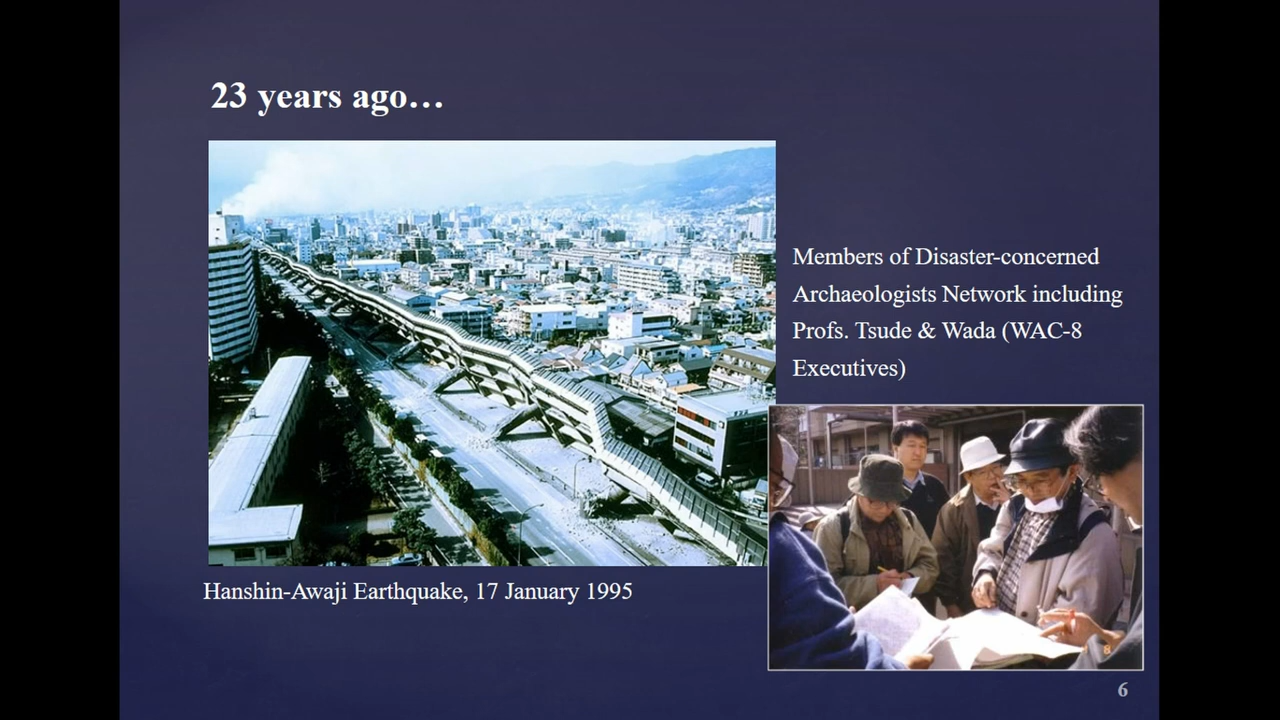 23 years ago…
Members of Disaster-concerned
Archaeologists Network including
Profs. Tsude & Wada (WAC-8
Executives)
Hanshin-Awaji Earthquake, 17 January 1995
8
6